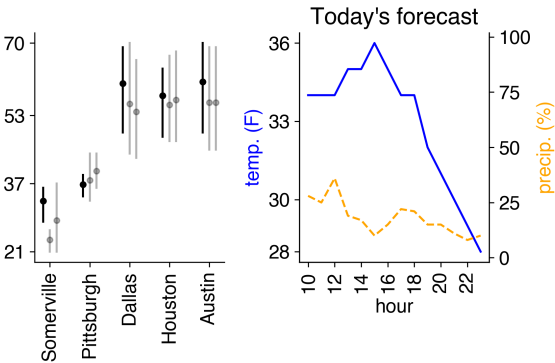 Today's forecast
70
53
37
21
Somerville
Pittsburgh
Dallas
Houston
Austin
temp. (F)
36
33
30
28
10
12
14
16
18
20
22
hour
100
75
50
25
0
precip. (%)